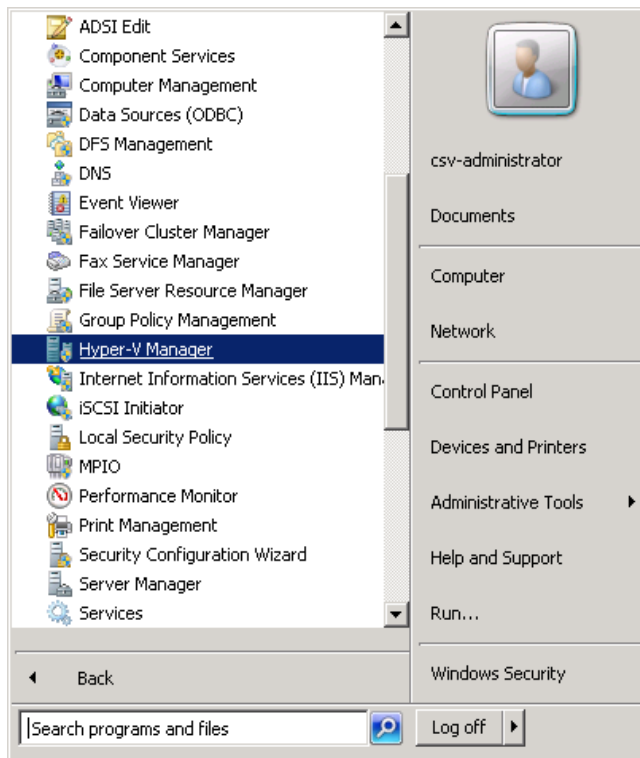 ADSI Edit
Component Services
Computer Management
Data Sources (ODBC)
DFS Management
DNS
Event Viewer
Failover Cluster Manager
Fax Service Manager
File Server Resource Manager
Group Policy Management
Hyper-V Manager
Internet Information Services (IIS) Man
iSCSI Initiator
Local Security Policy
MPIO
Performance Monitor
Print Management
Security Configuration Wizard
Server Manager
Services
Back
Search programs and files
csv-administrator
Documents
Computer
Network
Control Panel
Devices and Printers
Administrative Tools
Help and Support
Run...
Windows Security
Log off